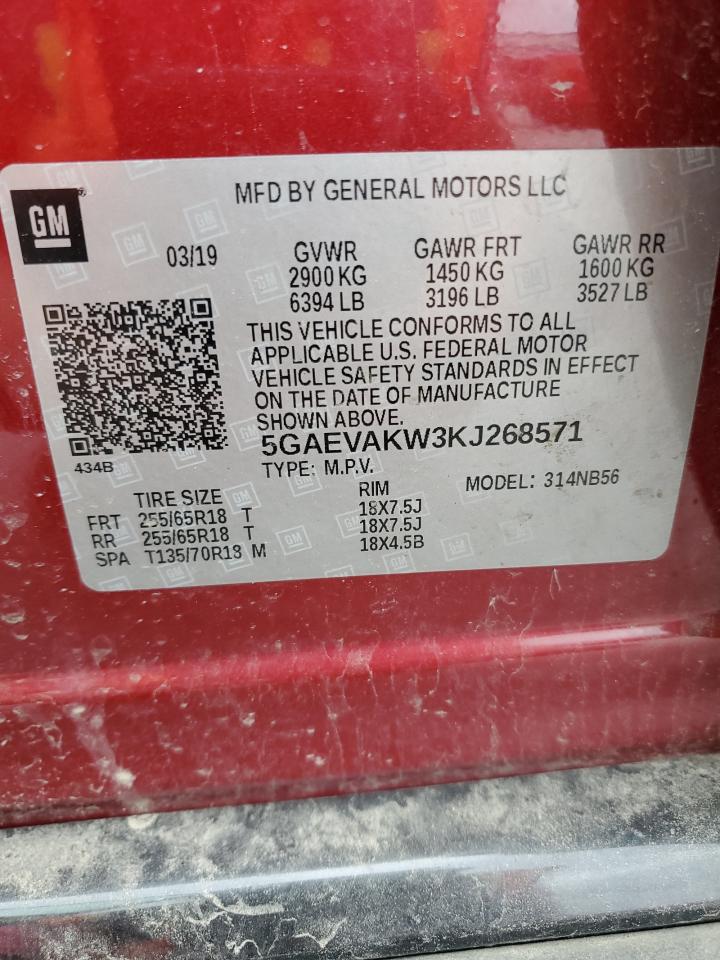 GM
MFD BY GENERAL MOTORS LLC
03/19 GVWR GAWR FRT GAWR RR
2900 KG 1450 KG 1600 KG
6394 LB 3196 LB 3527 LB
THIS VEHICLE CONFORMS TO ALL
APPLICABLE U.S. FEDERAL MOTOR
VEHICLE SAFETY STANDARDS IN EFFECT
ON THE DATE OF MANUFACTURE
SHOWN ABOVE.
434B
5GAEVAKW3KJ268571
TYPE: M.P.V. MODEL: 314NB56
TIRE SIZE RIM
FRT 255/65R18 T 18X7.5J
RR 255/65R18 T 18X7.5J
SPA T135/70R18 M 18X4.5B